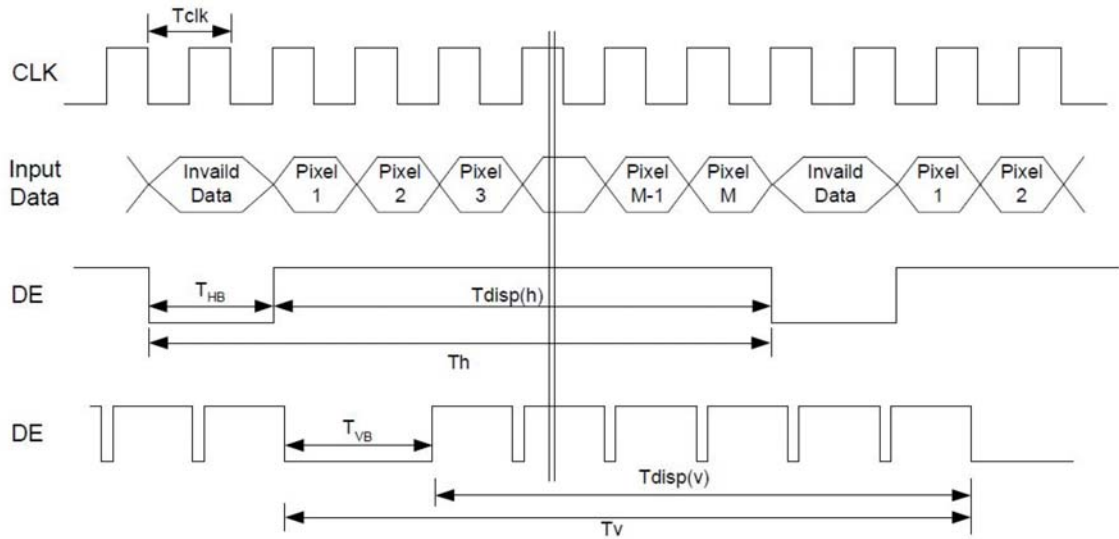 Tclk
CLK
Input
Data
Invaild
Data
Pixel
1
Pixel
2
Pixel
3
Pixel
M-1
Pixel
M
Invaild
Data
Pixel
1
Pixel
2
DE
THB
Tdisp(h)
Th
DE
TVB
Tdisp(v)
Tv